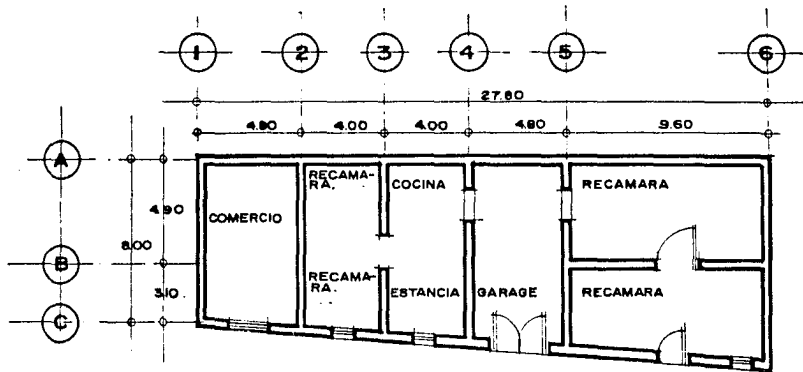 1 2 3 4 5 6
27.80
4.90 4.00 4.00 4.80 9.60
A
RECAMA-
RA.
COCINA
RECAMARA
4.90
COMERCIO
8.00
B
RECAMA-
RA.
ESTANCIA
GARAGE
RECAMARA
3.10
C